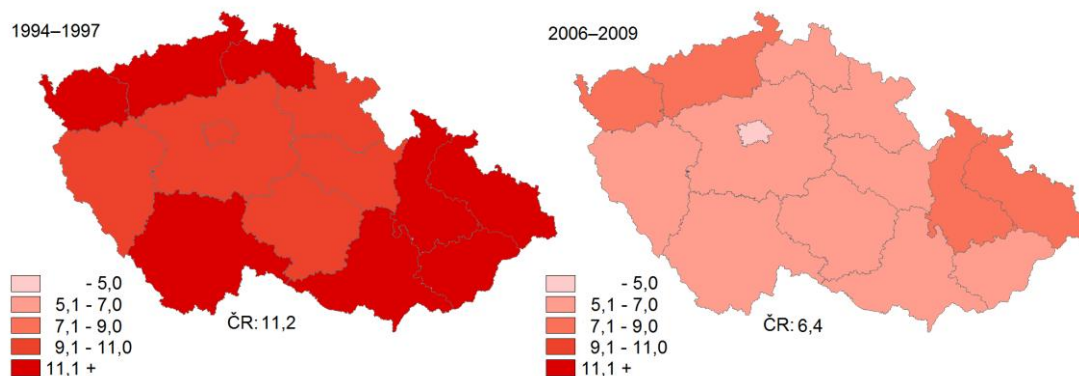 1994–1997
- 5,0
5,1 - 7,0
7,1 - 9,0
9,1 - 11,0
11,1 +
ČR: 11,2
2006–2009
- 5,0
5,1 - 7,0
7,1 - 9,0
9,1 - 11,0
11,1 +
ČR: 6,4